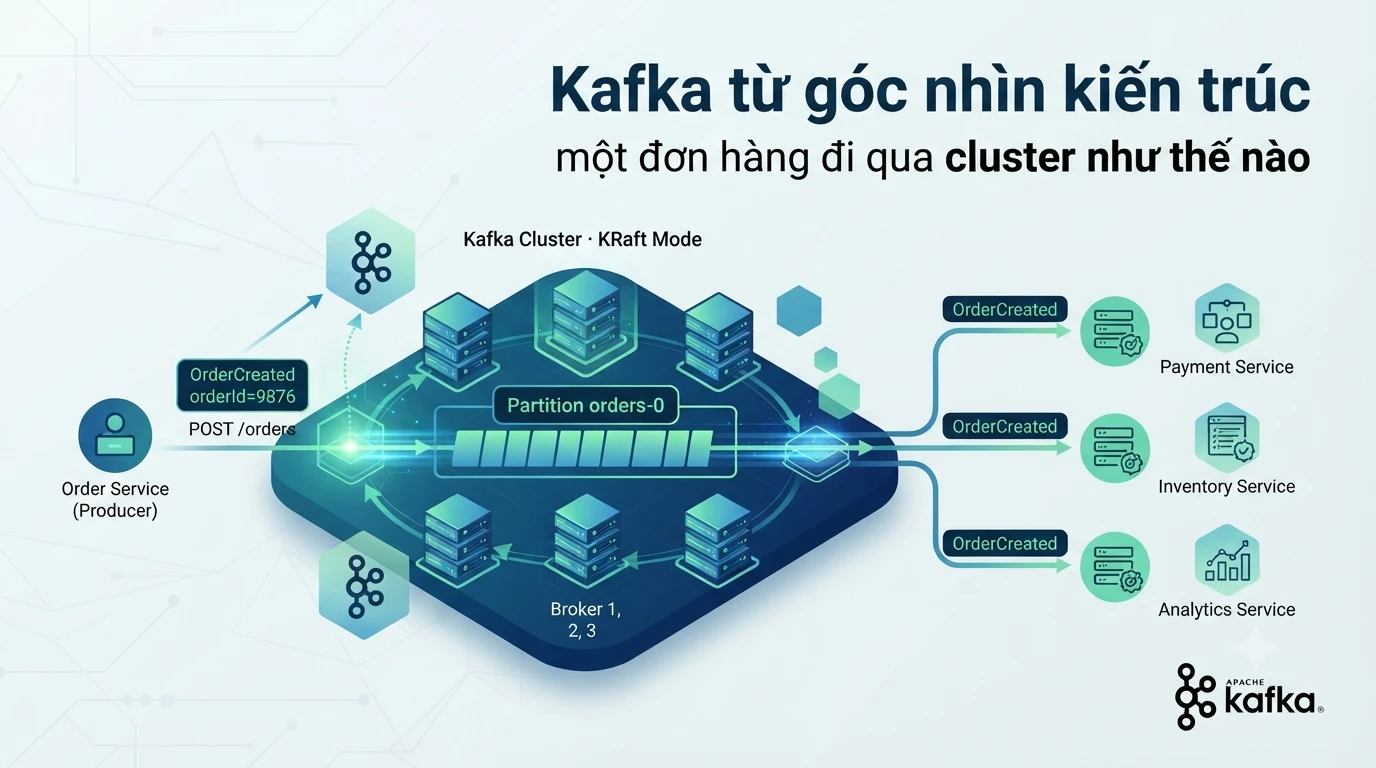 Kafka từ góc nhìn kiến trúc
một đơn hàng đi qua cluster như thế nào
Kafka Cluster · KRaft Mode
OrderCreated
orderId=9876
POST /orders
Order Service
(Producer)
Partition orders-0
Broker 1,
2, 3
OrderCreated
Payment Service
OrderCreated
Inventory Service
OrderCreated
Analytics Service
APACHE
kafka®